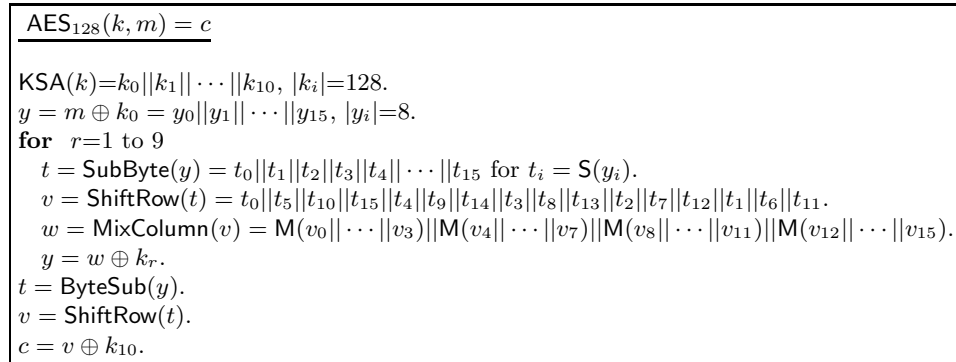 AES₁₂₈(k, m) = c
KSA(k)=k₀||k₁|| ··· ||k₁₀, |kᵢ|=128.
y = m ⊕ k₀ = y₀||y₁|| ··· ||y₁₅, |yᵢ|=8.
for r=1 to 9
t = SubByte(y) = t₀||t₁||t₂||t₃||t₄|| ··· ||t₁₅ for tᵢ = S(yᵢ).
v = ShiftRow(t) = t₀||t₅||t₁₀||t₁₅||t₄||t₉||t₁₄||t₃||t₈||t₁₃||t₂||t₇||t₁₂||t₁||t₆||t₁₁.
w = MixColumn(v) = M(v₀|| ··· ||v₃)||M(v₄|| ··· ||v₇)||M(v₈|| ··· ||v₁₁)||M(v₁₂|| ··· ||v₁₅).
y = w ⊕ kᵣ.
t = ByteSub(y).
v = ShiftRow(t).
c = v ⊕ k₁₀.